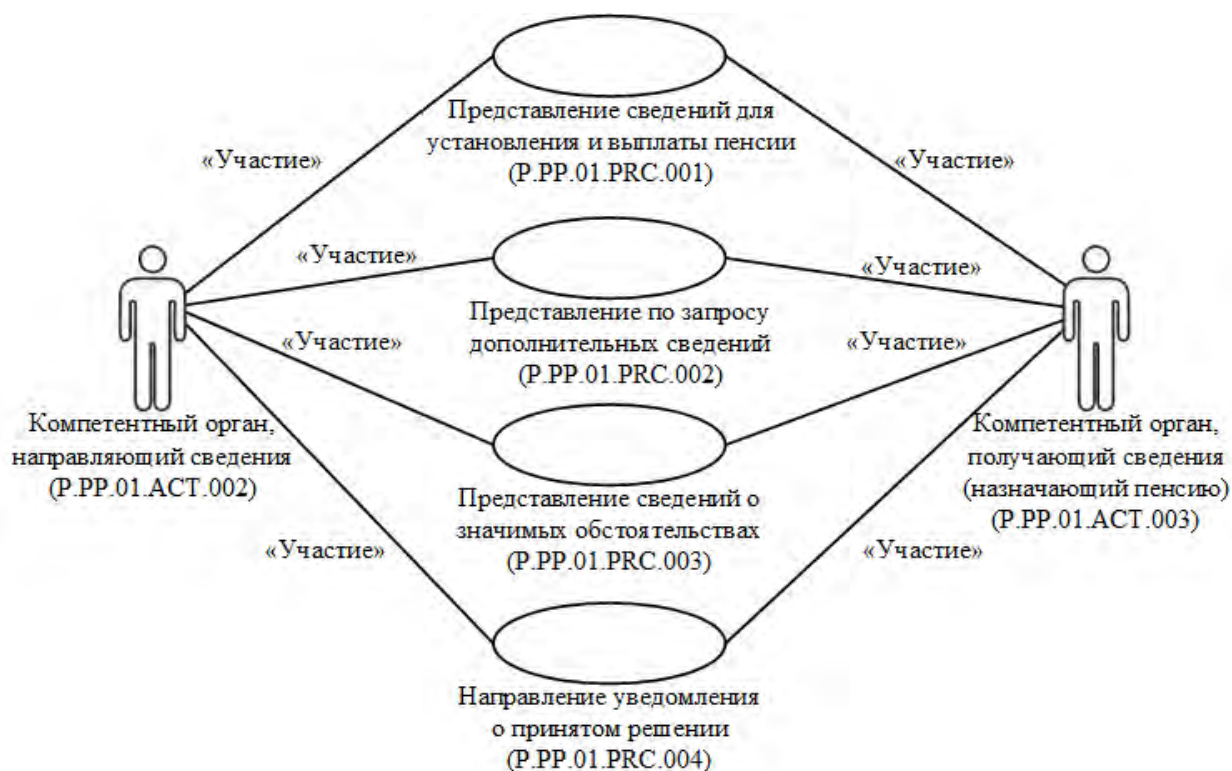 Представление сведений для
установления и выплаты пенсии
(P.PP.01.PRC.001)
«Участие»
«Участие»
«Участие»
«Участие»
Представление по запросу
дополнительных сведений
(P.PP.01.PRC.002)
«Участие»
«Участие»
Компетентный орган,
направляющий сведения
(P.PP.01.ACT.002)
Компетентный орган,
получающий сведения
(назначающий пенсию)
(P.PP.01.ACT.003)
Представление сведений о
значимых обстоятельствах
(P.PP.01.PRC.003)
«Участие»
«Участие»
Направление уведомления
о принятом решении
(P.PP.01.PRC.004)